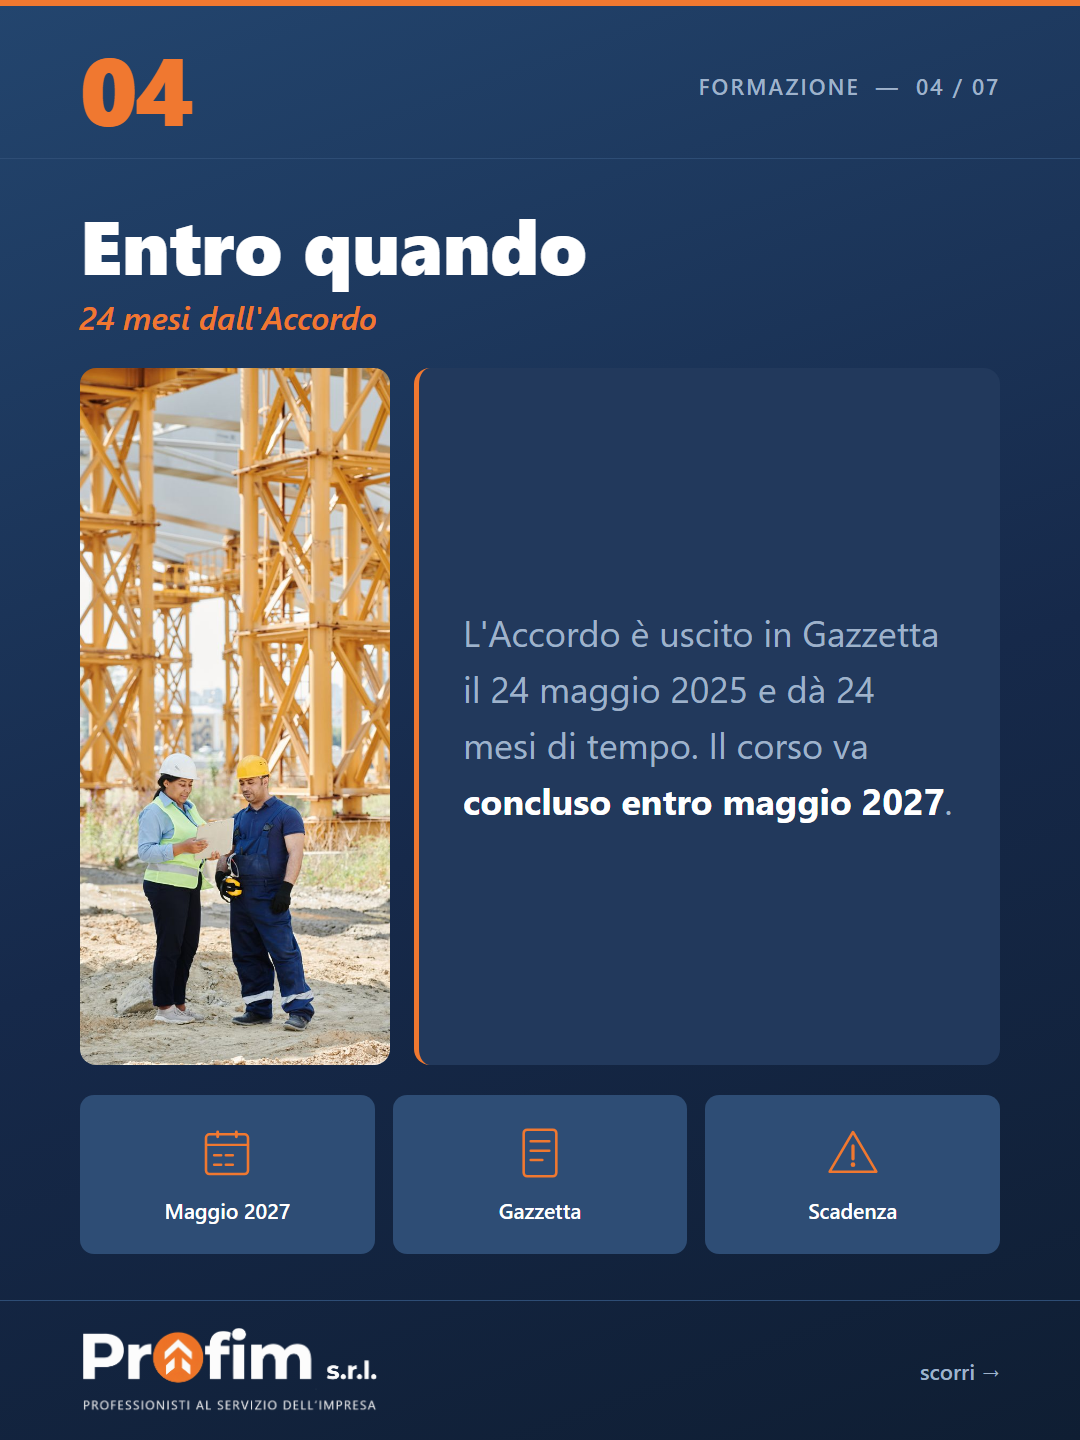 04
FORMAZIONE — 04 / 07
Entro quando
24 mesi dall'Accordo
L'Accordo è uscito in Gazzetta
il 24 maggio 2025 e dà 24
mesi di tempo. Il corso va
concluso entro maggio 2027.
Maggio 2027
Gazzetta
Scadenza
Profim s.r.l.
PROFESSIONISTI AL SERVIZIO DELL'IMPRESA
scorri →